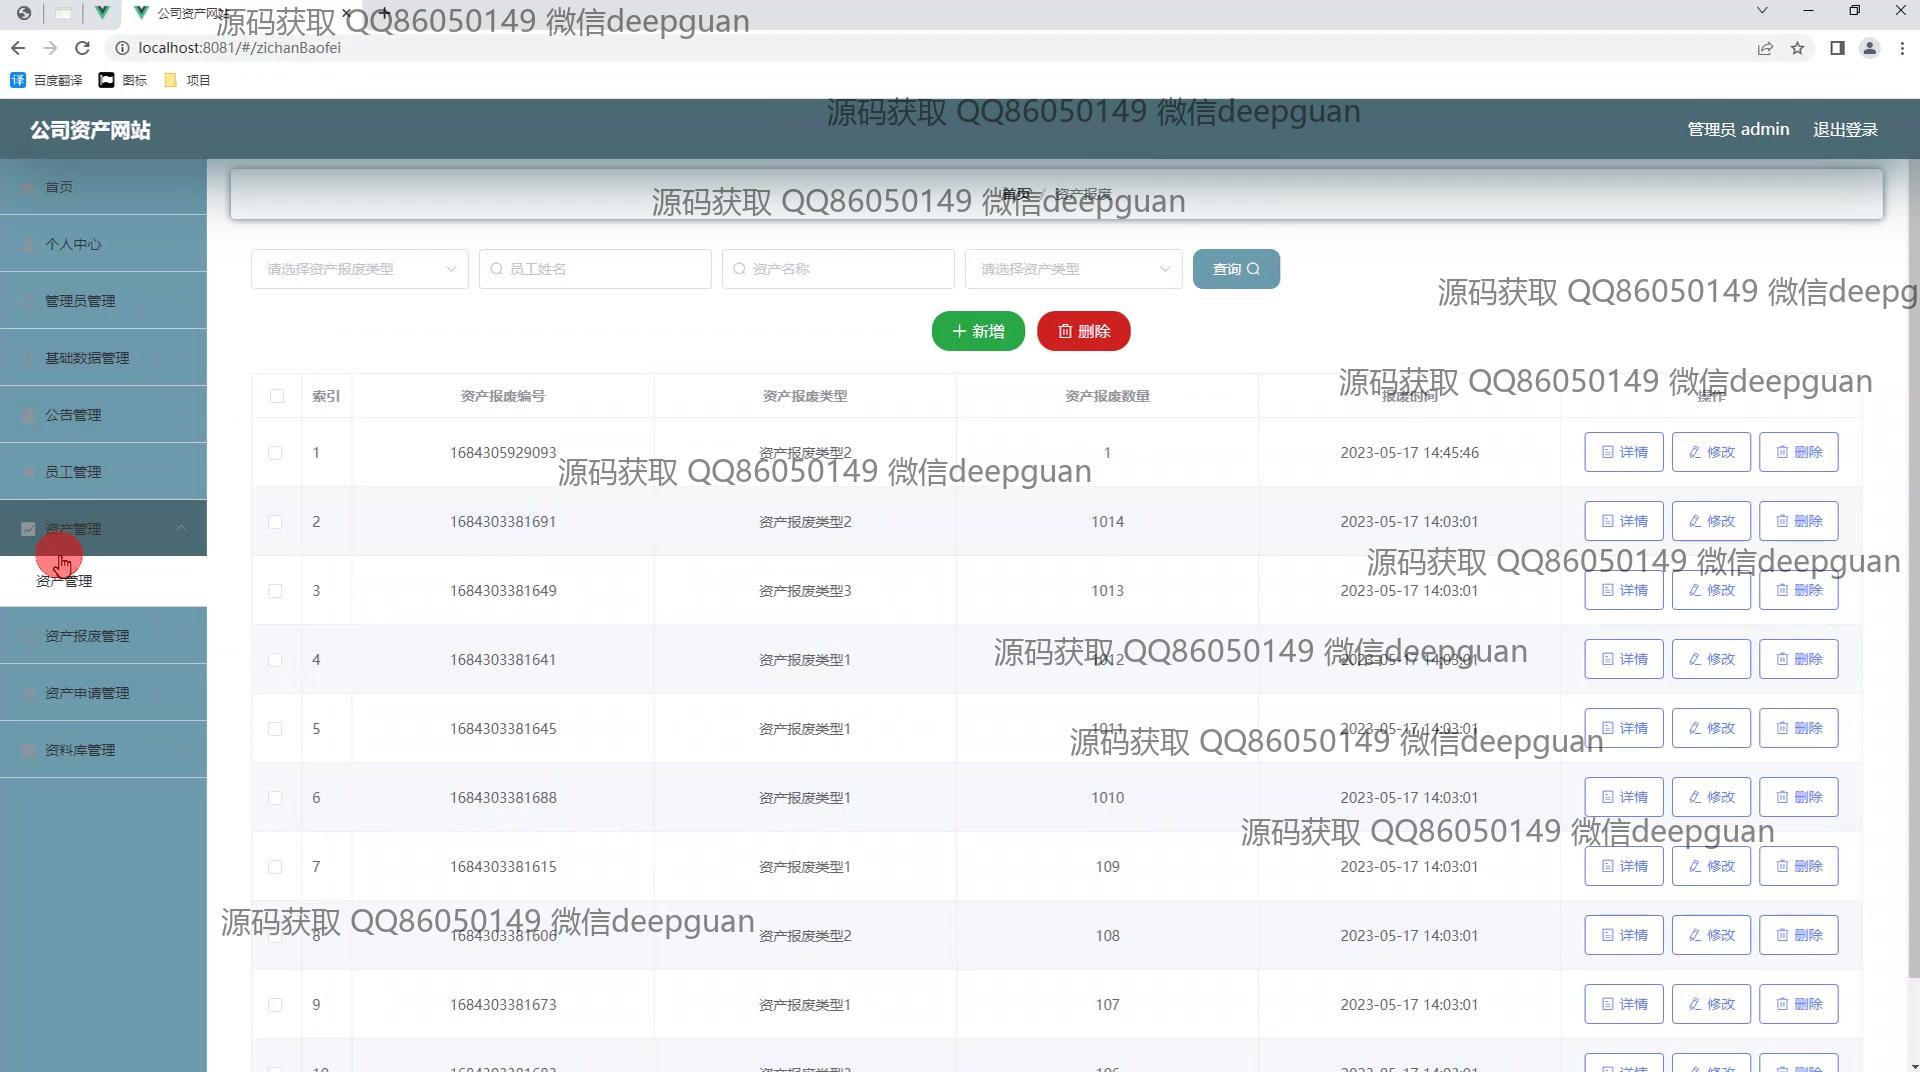 公司资产网站
源码获取 QQ86050149 微信deepguan
localhost:8081/#/zichanBaofei
百度翻译 图标 项目
源码获取 QQ86050149 微信deepguan
公司资产网站 管理员 admin 退出登录
首页
首页 / 资产报废
源码获取 QQ86050149 微信deepguan
个人中心
请选择资产报废类型 员工姓名 资产名称 请选择资产类型 查询
源码获取 QQ86050149 微信deepg
管理员管理
新增 删除
基础数据管理
源码获取 QQ86050149 微信deepguan
索引 资产报废编号 资产报废类型 资产报废数量 报废时间 操作
公告管理
1 1684305929093 资产报废类型2 1 2023-05-17 14:45:46 详情 修改 删除
源码获取 QQ86050149 微信deepguan
员工管理
2 1684303381691 资产报废类型2 1014 2023-05-17 14:03:01 详情 修改 删除
资产管理
源码获取 QQ86050149 微信deepguan
资产管理
3 1684303381649 资产报废类型3 1013 2023-05-17 14:03:01 详情 修改 删除
资产报废管理
源码获取 QQ86050149 微信deepguan
4 1684303381641 资产报废类型1 1012 2023-05-17 14:03:01 详情 修改 删除
资产申请管理
5 1684303381645 资产报废类型1 1011 2023-05-17 14:03:01 详情 修改 删除
源码获取 QQ86050149 微信deepguan
资料库管理
6 1684303381688 资产报废类型1 1010 2023-05-17 14:03:01 详情 修改 删除
源码获取 QQ86050149 微信deepguan
7 1684303381615 资产报废类型1 109 2023-05-17 14:03:01 详情 修改 删除
源码获取 QQ86050149 微信deepguan
8 1684303381606 资产报废类型2 108 2023-05-17 14:03:01 详情 修改 删除
9 1684303381673 资产报废类型1 107 2023-05-17 14:03:01 详情 修改 删除